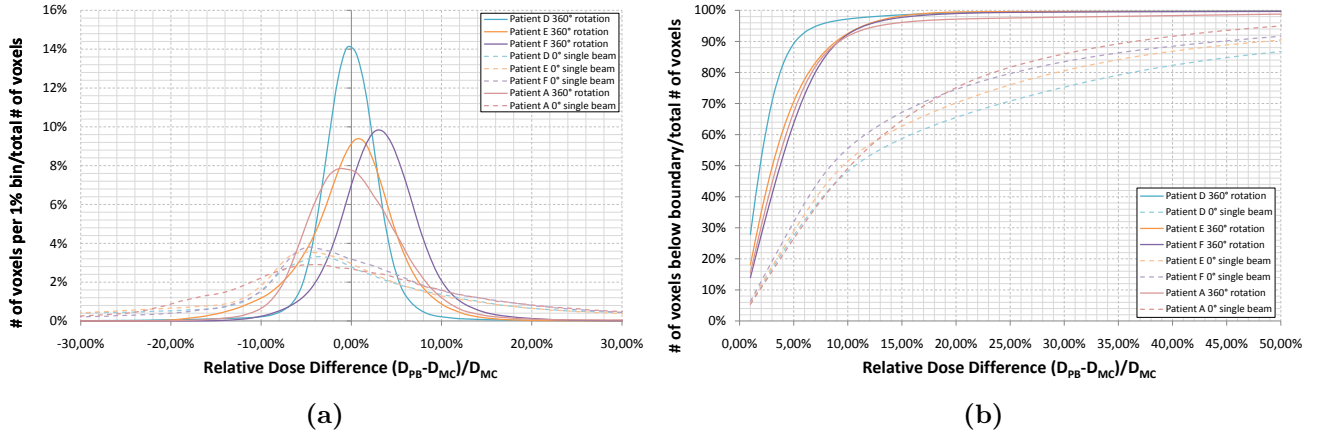 # of voxels per 1% bin/total # of voxels
16%
14%
12%
10%
8%
6%
4%
2%
0%
-30,00%
-20,00%
-10,00%
0,00%
10,00%
20,00%
30,00%
Relative Dose Difference (D_PB-D_MC)/D_MC
Patient D 360° rotation
Patient E 360° rotation
Patient F 360° rotation
Patient D 0° single beam
Patient E 0° single beam
Patient F 0° single beam
Patient A 360° rotation
Patient A 0° single beam
(a)
# of voxels below boundary/total # of voxels
100%
90%
80%
70%
60%
50%
40%
30%
20%
10%
0%
0,00%
5,00%
10,00%
15,00%
20,00%
25,00%
30,00%
35,00%
40,00%
45,00%
50,00%
Relative Dose Difference (D_PB-D_MC)/D_MC
Patient D 360° rotation
Patient D 0° single beam
Patient E 360° rotation
Patient F 360° rotation
Patient E 0° single beam
Patient F 0° single beam
Patient A 360° rotation
Patient A 0° single beam
(b)